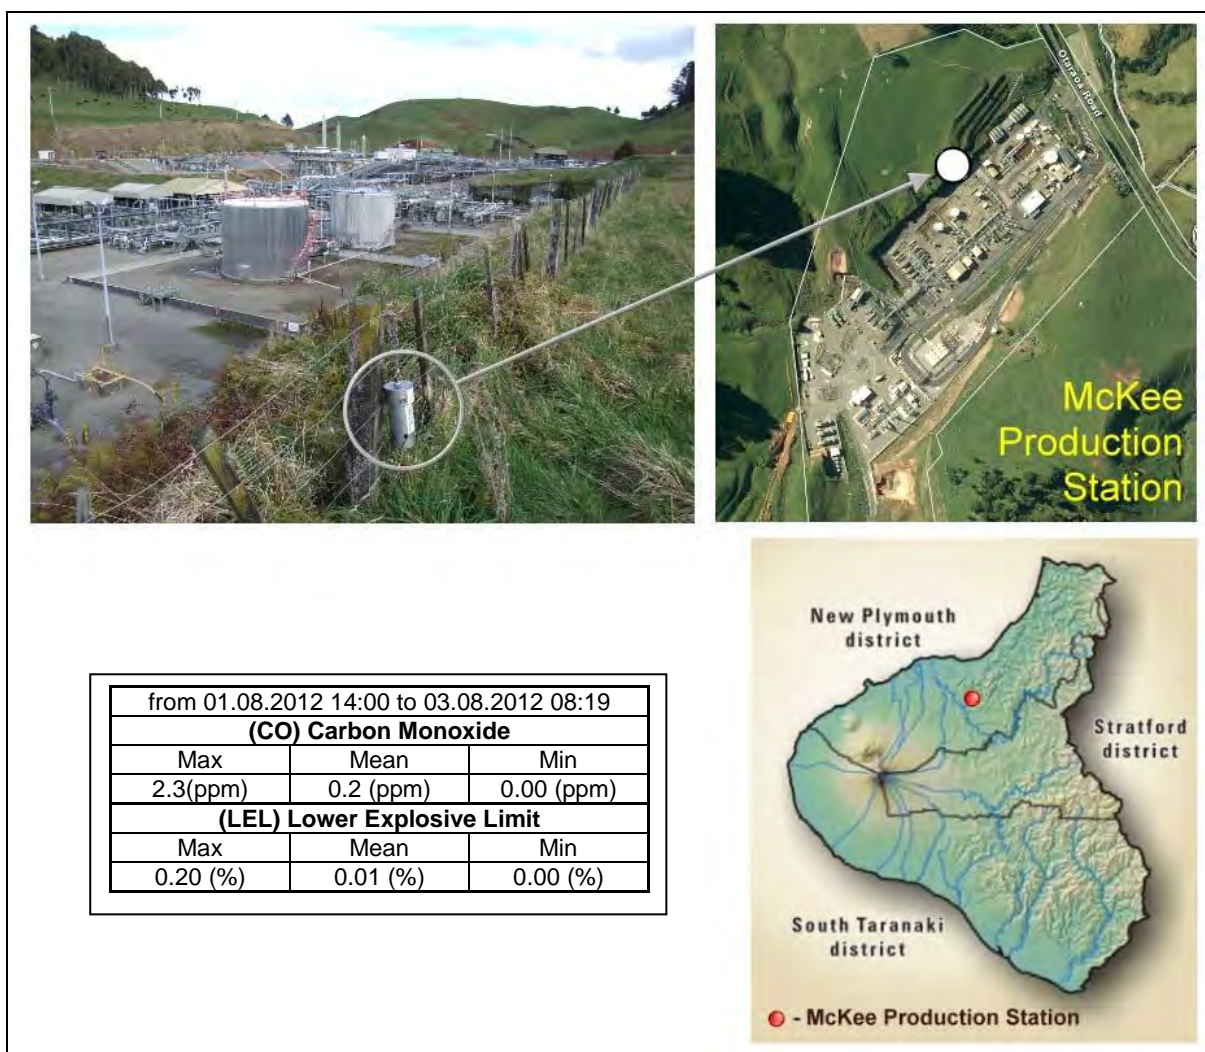 Otaraoa Road
McKee
Production
Station
New Plymouth
district
Stratford
district
South Taranaki
district
- McKee Production Station
from 01.08.2012 14:00 to 03.08.2012 08:19
(CO) Carbon Monoxide
Max Mean Min
2.3(ppm) 0.2 (ppm) 0.00 (ppm)
(LEL) Lower Explosive Limit
Max Mean Min
0.20 (%) 0.01 (%) 0.00 (%)